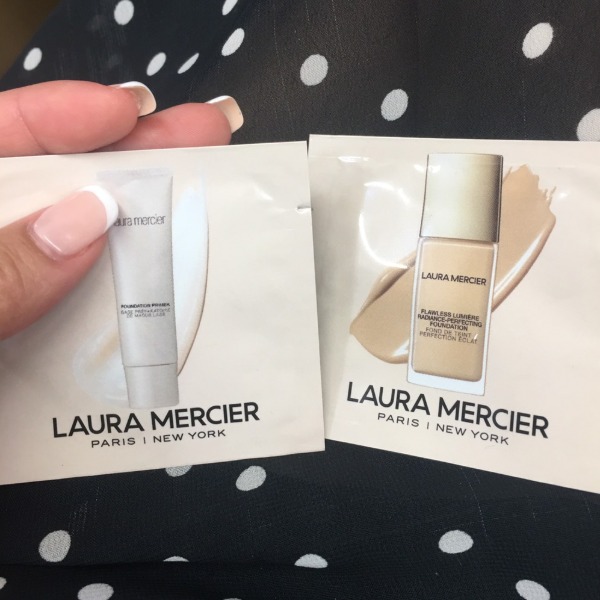 laura mercier
FOUNDATION PRIMER
LAURA MERCIER
PARIS | NEW YORK
LAURA MERCIER
FLAWLESS LUMIÈRE
RADIANCE-PERFECTING
FOUNDATION
FOND DE TEINT
PERFECTION ÉCLAT
LAURA MERCIER
PARIS | NEW YORK